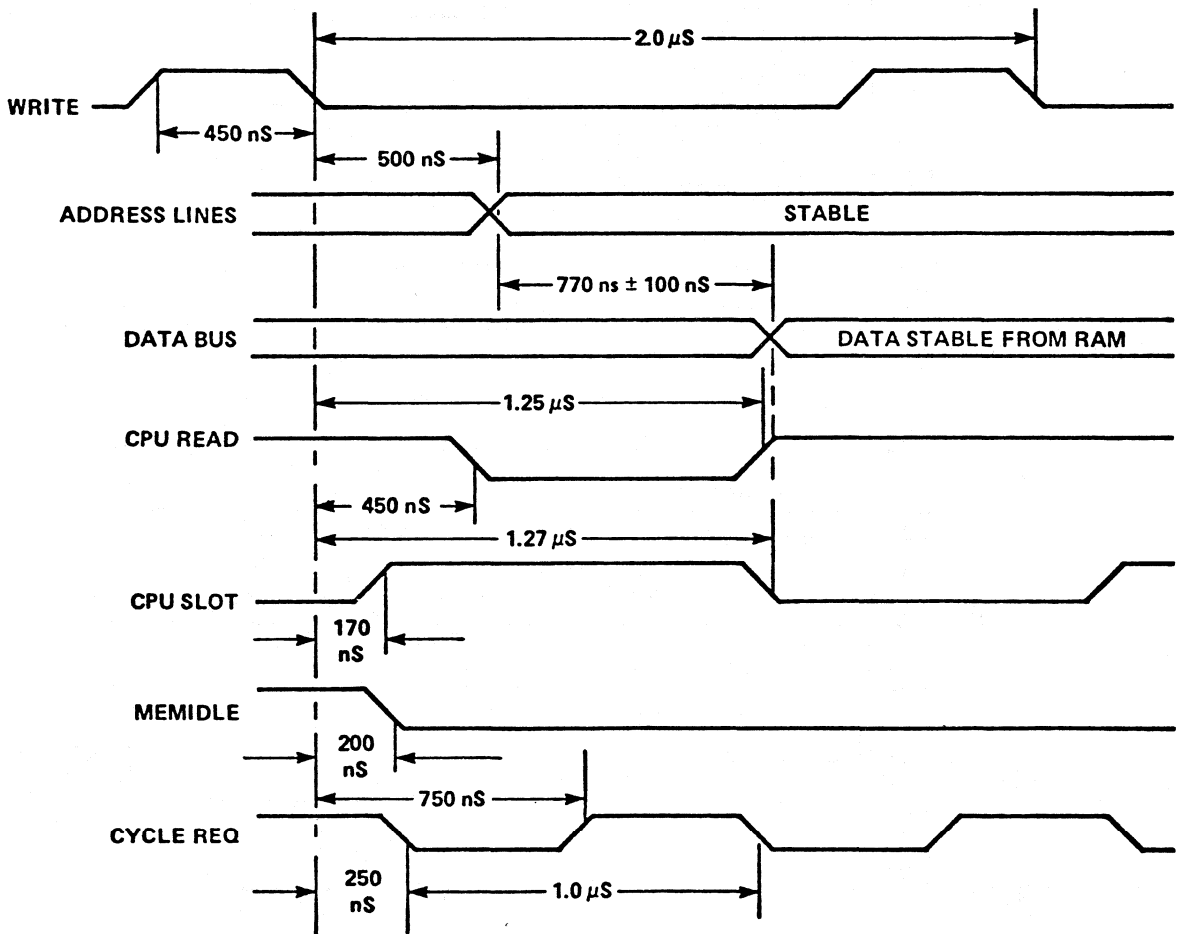 2.0 µS
WRITE
450 nS
500 nS
ADDRESS LINES
STABLE
770 ns ± 100 nS
DATA BUS
DATA STABLE FROM RAM
1.25 µS
CPU READ
450 nS
1.27 µS
CPU SLOT
170
nS
MEMIDLE
200
nS
750 nS
CYCLE REQ
250
nS
1.0 µS